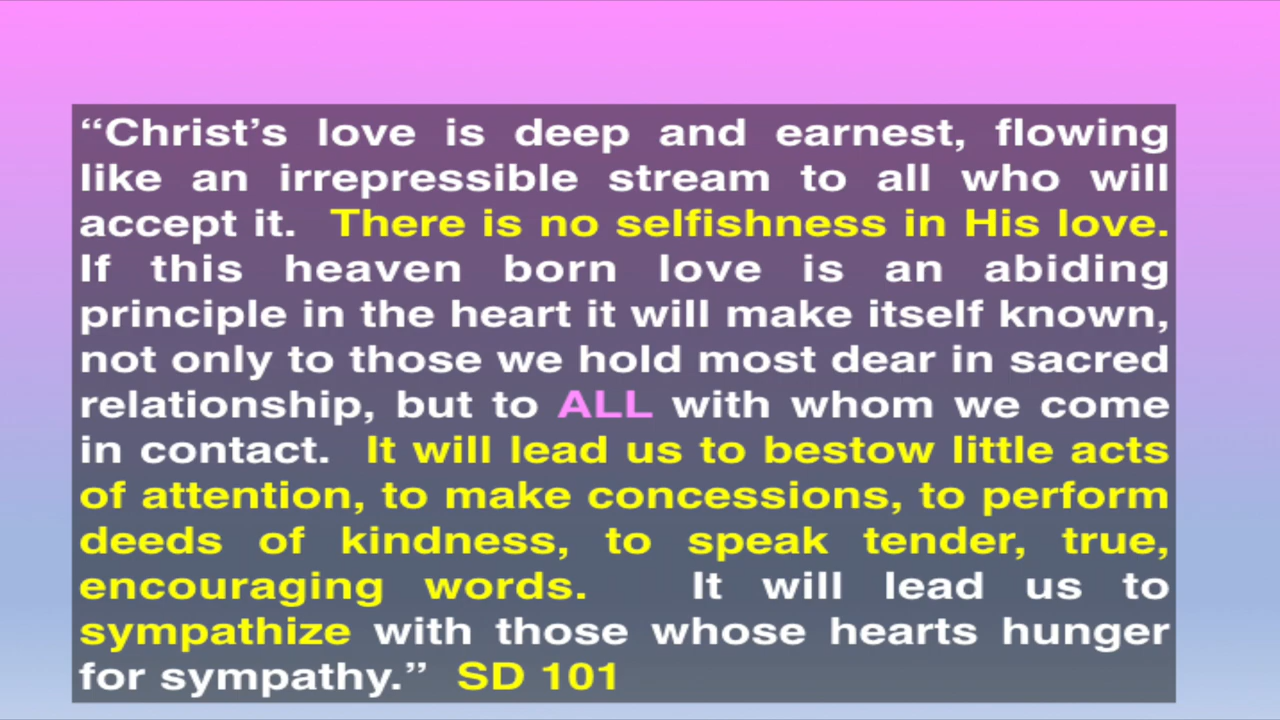 “Christ’s love is deep and earnest, flowing
like an irrepressible stream to all who will
accept it. There is no selfishness in His love.
If this heaven born love is an abiding
principle in the heart it will make itself known,
not only to those we hold most dear in sacred
relationship, but to ALL with whom we come
in contact. It will lead us to bestow little acts
of attention, to make concessions, to perform
deeds of kindness, to speak tender, true,
encouraging words. It will lead us to
sympathize with those whose hearts hunger
for sympathy.” SD 101